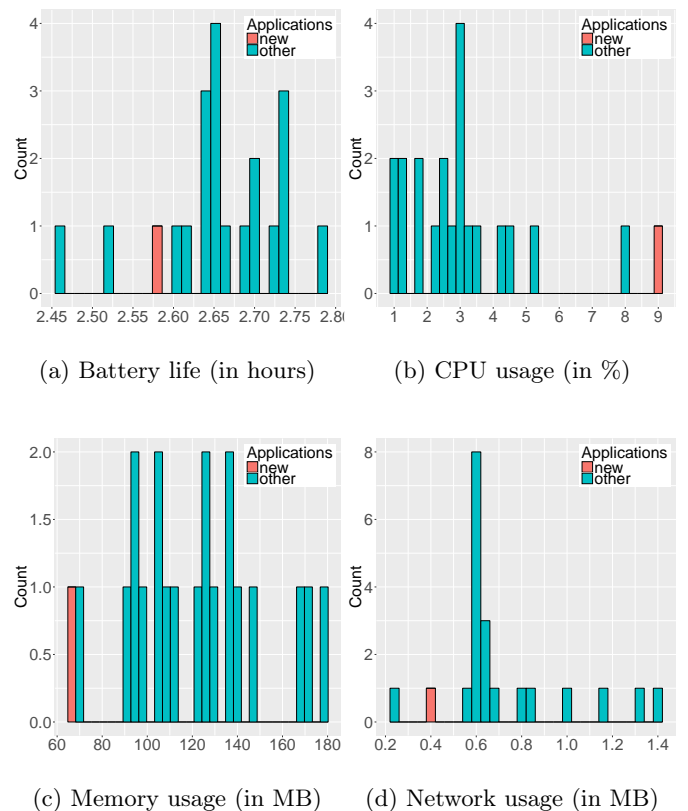 Applications
new
other
Count
4
3
2
1
0
2.45 2.50 2.55 2.60 2.65 2.70 2.75 2.80
(a) Battery life (in hours)
Applications
new
other
Count
4
3
2
1
0
1 2 3 4 5 6 7 8 9
(b) CPU usage (in %)
Applications
new
other
Count
2.0
1.5
1.0
0.5
0.0
60 80 100 120 140 160 180
(c) Memory usage (in MB)
Applications
new
other
Count
8
6
4
2
0
0.2 0.4 0.6 0.8 1.0 1.2 1.4
(d) Network usage (in MB)